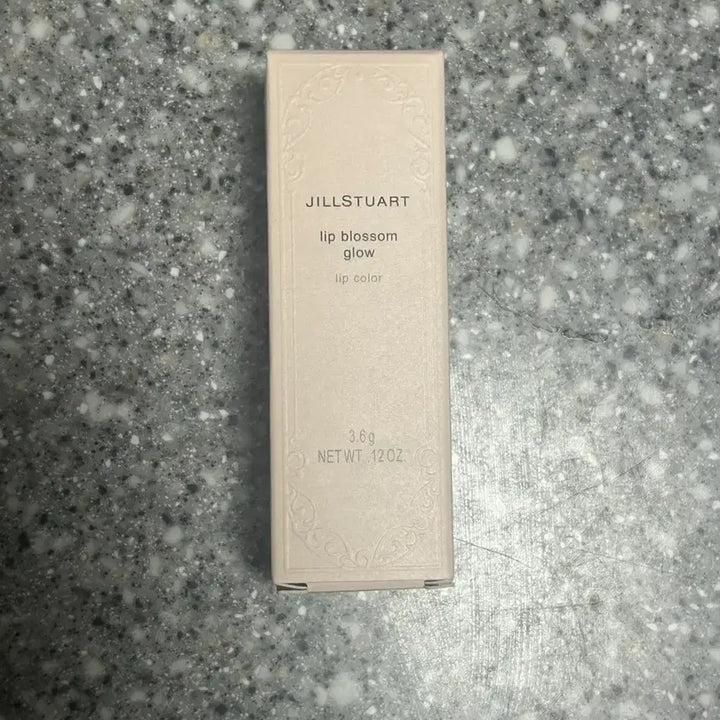 JILLSTUART
lip blossom
glow
lip color
3.6g
NET WT .12 OZ.